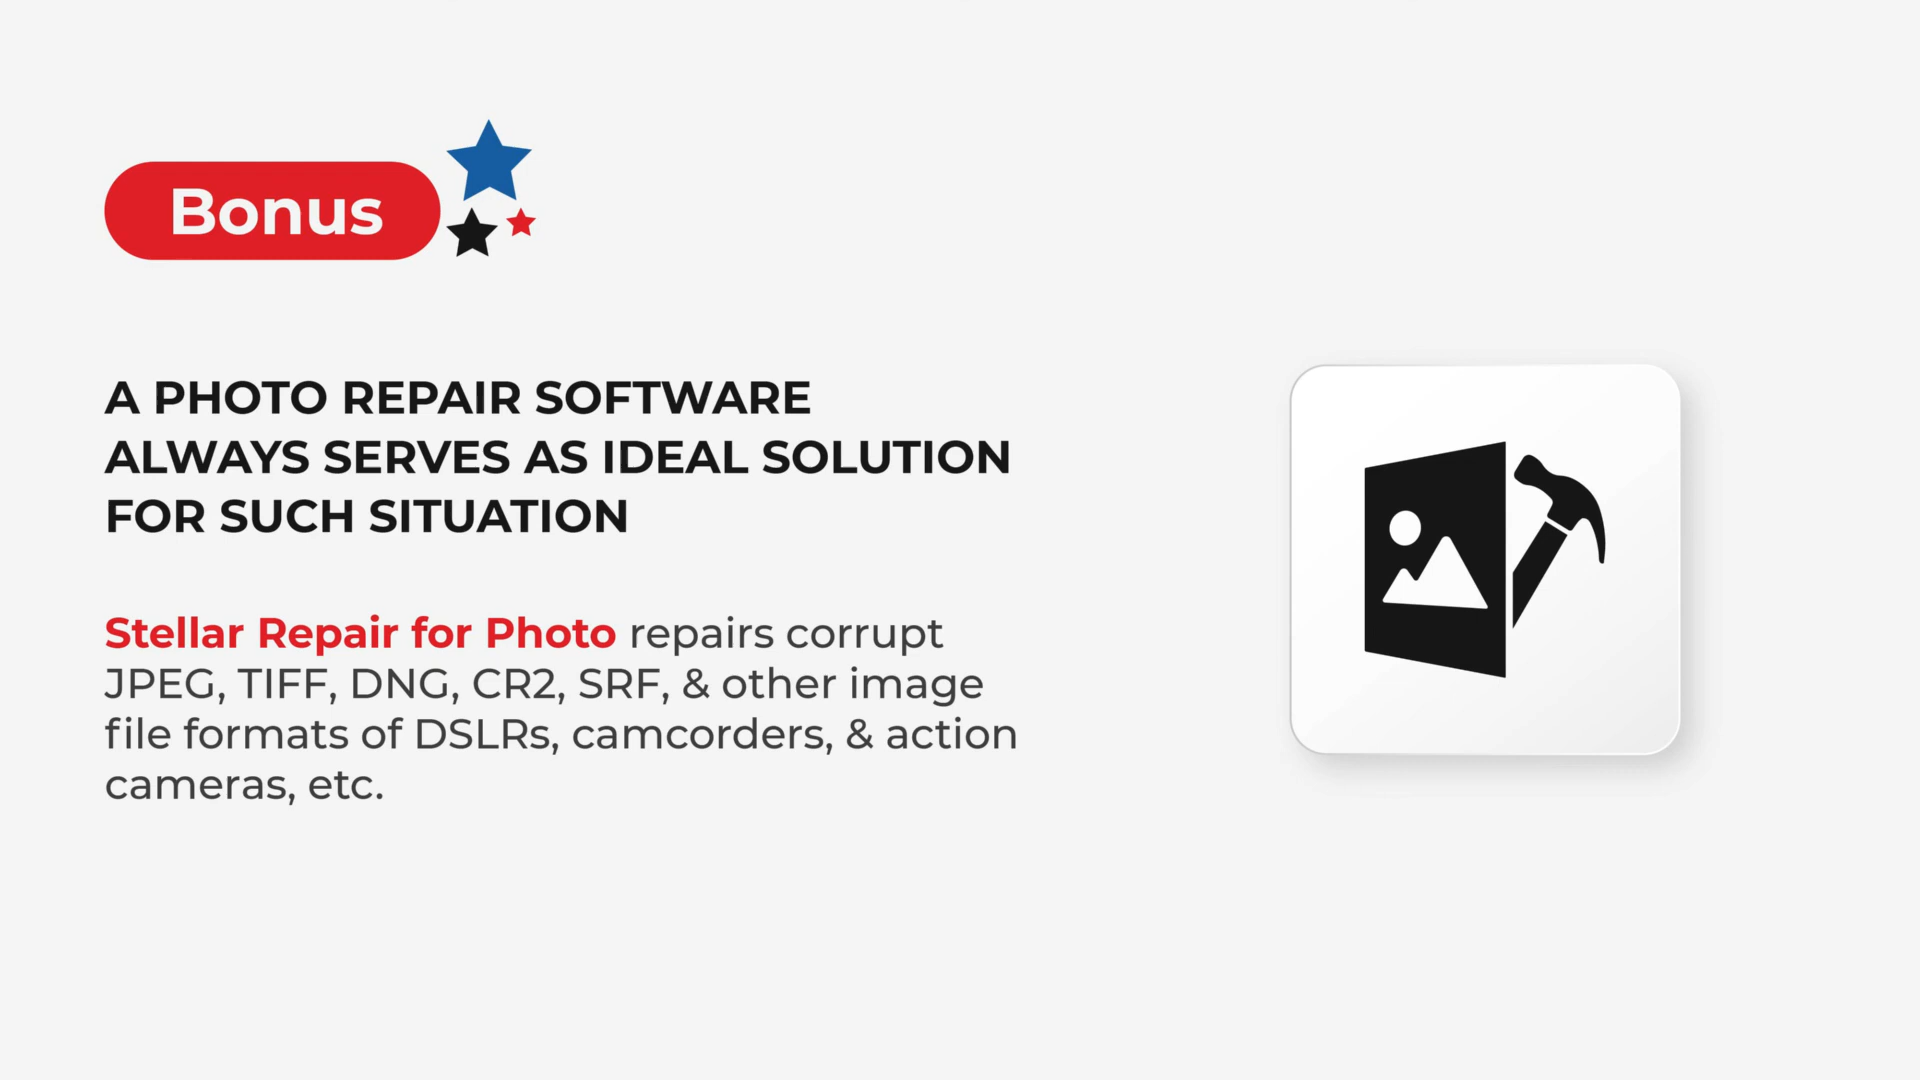 Bonus
A PHOTO REPAIR SOFTWARE
ALWAYS SERVES AS IDEAL SOLUTION
FOR SUCH SITUATION
Stellar Repair for Photo repairs corrupt
JPEG, TIFF, DNG, CR2, SRF, & other image
file formats of DSLRs, camcorders, & action
cameras, etc.